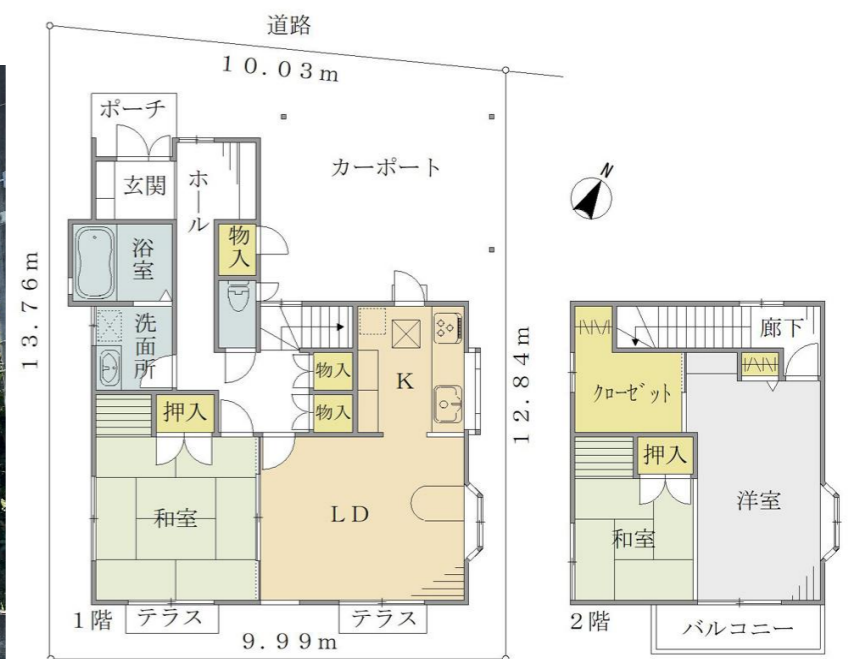 道路
10.03m
ポーチ
カーポート
玄関
ホール
N
物入
浴室
13.76m
洗面所
廊下
物入
K
12.84m
クローゼット
押入
物入
押入
洋室
和室
LD
和室
1階
テラス
テラス
2階
バルコニー
9.99m